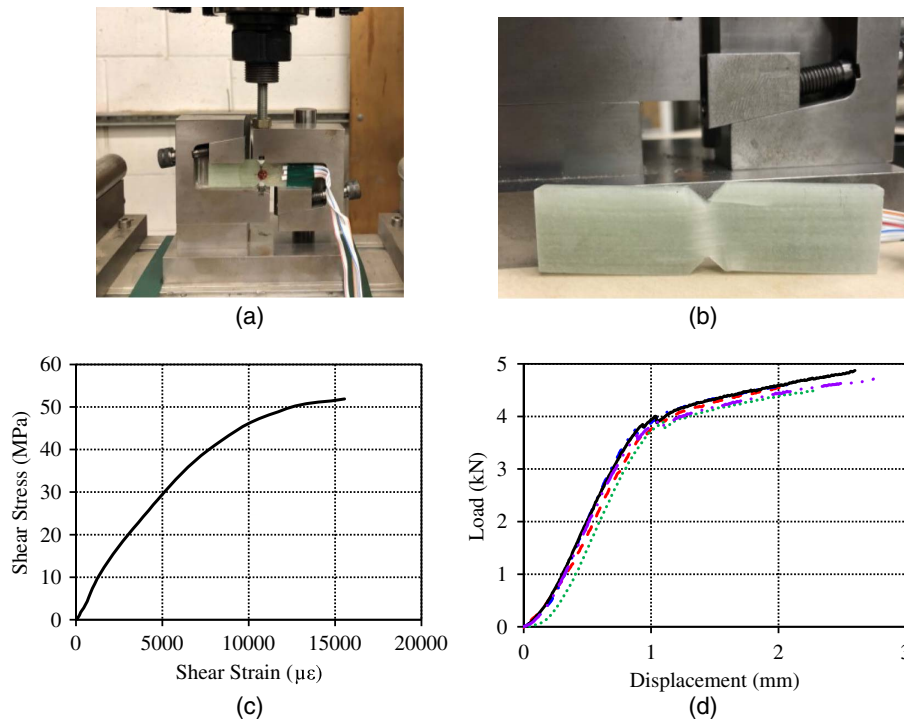 (a)
(b)
60
50
40
30
20
10
0
Shear Stress (MPa)
0 5000 10000 15000 20000
Shear Strain (µε)
(c)
5
4
3
2
1
0
Load (kN)
0 1 2 3
Displacement (mm)
(d)